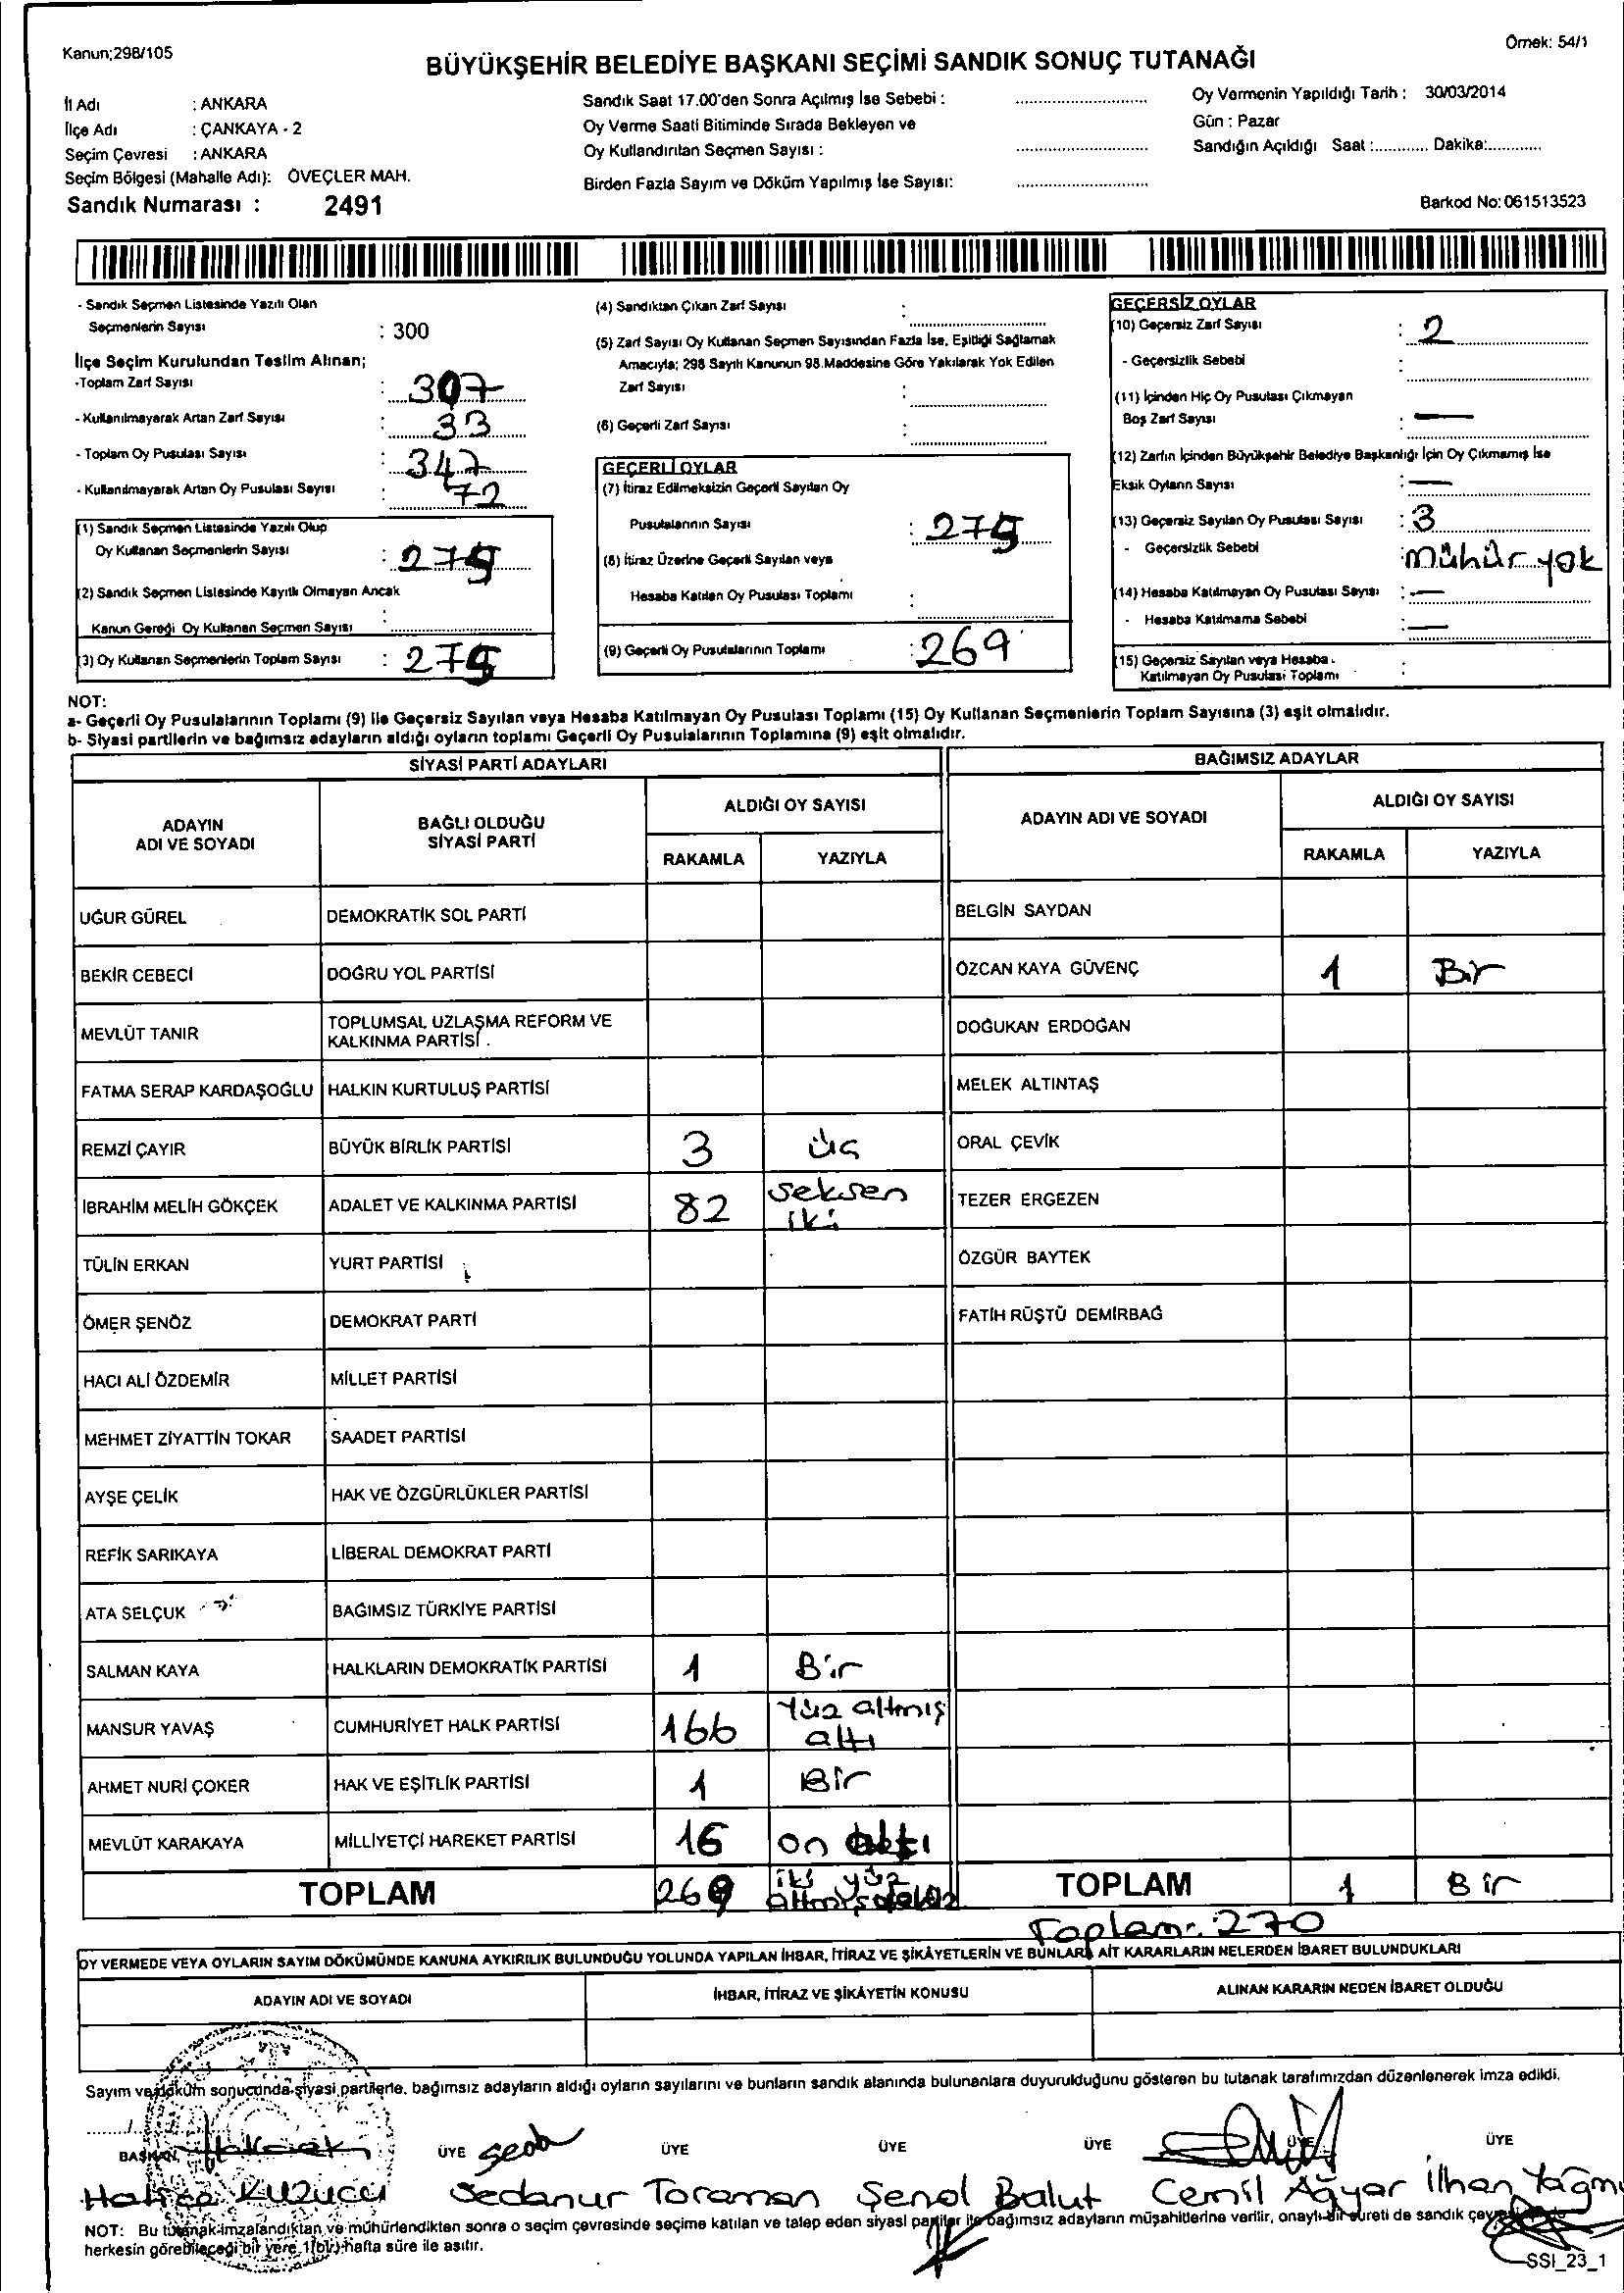 Kanun;298/105
Örnek: 54/1
BÜYÜKŞEHİR BELEDİYE BAŞKANI SEÇİMİ SANDIK SONUÇ TUTANAĞI
İl Adı : ANKARA
İlçe Adı : ÇANKAYA - 2
Seçim Çevresi : ANKARA
Seçim Bölgesi (Mahalle Adı): ÖVEÇLER MAH.
Sandık Numarası : 2491
Sandık Saat 17.00'den Sonra Açılmış İse Sebebi :
Oy Verme Saati Bitiminde Sırada Bekleyen ve
Oy Kullandırılan Seçmen Sayısı :
Birden Fazla Sayım ve Döküm Yapılmış İse Sayısı:
Oy Vermenin Yapıldığı Tarih : 30/03/2014
Gün : Pazar
Sandığın Açıldığı Saat :............ Dakika:............
Barkod No: 061513523
- Sandık Seçmen Listesinde Yazılı Olan
Seçmenlerin Sayısı : 300
İlçe Seçim Kurulundan Teslim Alınan;
-Toplam Zarf Sayısı : 307
- Kullanılmayarak Artan Zarf Sayısı : 33
- Toplam Oy Pusulası Sayısı : 347
- Kullanılmayarak Artan Oy Pusulası Sayısı : 72
(1) Sandık Seçmen Listesinde Yazılı Olup
Oy Kullanan Seçmenlerin Sayısı : 275
(2) Sandık Seçmen Listesinde Kayıtlı Olmayan Ancak
Kanun Gereği Oy Kullanan Seçmen Sayısı :
(3) Oy Kullanan Seçmenlerin Toplam Sayısı : 275
(4) Sandıktan Çıkan Zarf Sayısı :
(5) Zarf Sayısı Oy Kullanan Seçmen Sayısından Fazla İse, Eşitliği Sağlamak
Amacıyla; 298 Sayılı Kanunun 98.Maddesine Göre Yakılarak Yok Edilen
Zarf Sayısı :
(6) Geçerli Zarf Sayısı :
GEÇERLİ OYLAR
(7) İtiraz Edilmeksizin Geçerli Sayılan Oy
Pusulalarının Sayısı : 275
(8) İtiraz Üzerine Geçerli Sayılan veya
Hesaba Katılan Oy Pusulası Toplamı :
(9) Geçerli Oy Pusulalarının Toplamı : 269
GEÇERSİZ OYLAR
(10) Geçersiz Zarf Sayısı : 2
- Geçersizlik Sebebi :
(11) İçinden Hiç Oy Pusulası Çıkmayan
Boş Zarf Sayısı : —
(12) Zarfın İçinden Büyükşehir Belediye Başkanlığı İçin Oy Çıkmamış İse
Eksik Oyların Sayısı : —
(13) Geçersiz Sayılan Oy Pusulası Sayısı : 3
- Geçersizlik Sebebi : Mühür yok
(14) Hesaba Katılmayan Oy Pusulası Sayısı : —
- Hesaba Katılmama Sebebi : —
(15) Geçersiz Sayılan veya Hesaba
Katılmayan Oy Pusulası Toplamı :
NOT:
a- Geçerli Oy Pusulalarının Toplamı (9) ile Geçersiz Sayılan veya Hesaba Katılmayan Oy Pusulası Toplamı (15) Oy Kullanan Seçmenlerin Toplam Sayısına (3) eşit olmalıdır.
b- Siyasi partilerin ve bağımsız adayların aldığı oyların toplamı Geçerli Oy Pusulalarının Toplamına (9) eşit olmalıdır.
SİYASİ PARTİ ADAYLARI
ADAYIN ADI VE SOYADI
BAĞLI OLDUĞU SİYASİ PARTİ
ALDIĞI OY SAYISI
RAKAMLA YAZIYLA
UĞUR GÜREL DEMOKRATİK SOL PARTİ
BEKİR CEBECİ DOĞRU YOL PARTİSİ
MEVLÜT TANIR TOPLUMSAL UZLAŞMA REFORM VE KALKINMA PARTİSİ
FATMA SERAP KARDAŞOĞLU HALKIN KURTULUŞ PARTİSİ
REMZİ ÇAYIR BÜYÜK BİRLİK PARTİSİ 3 üç
İBRAHİM MELİH GÖKÇEK ADALET VE KALKINMA PARTİSİ 82 seksen iki
TÜLİN ERKAN YURT PARTİSİ
ÖMER ŞENÖZ DEMOKRAT PARTİ
HACI ALİ ÖZDEMİR MİLLET PARTİSİ
MEHMET ZİYATTİN TOKAR SAADET PARTİSİ
AYŞE ÇELİK HAK VE ÖZGÜRLÜKLER PARTİSİ
REFİK SARIKAYA LİBERAL DEMOKRAT PARTİ
ATA SELÇUK BAĞIMSIZ TÜRKİYE PARTİSİ
SALMAN KAYA HALKLARIN DEMOKRATİK PARTİSİ 1 Bir
MANSUR YAVAŞ CUMHURİYET HALK PARTİSİ 166 Yüz altmış altı
AHMET NURİ ÇOKER HAK VE EŞİTLİK PARTİSİ 1 Bir
MEVLÜT KARAKAYA MİLLİYETÇİ HAREKET PARTİSİ 16 on altı
TOPLAM 269 iki yüz altmış dokuz
BAĞIMSIZ ADAYLAR
ADAYIN ADI VE SOYADI
ALDIĞI OY SAYISI
RAKAMLA YAZIYLA
BELGİN SAYDAN
ÖZCAN KAYA GÜVENÇ 1 Bir
DOĞUKAN ERDOĞAN
MELEK ALTINTAŞ
ORAL ÇEVİK
TEZER ERGEZEN
ÖZGÜR BAYTEK
FATİH RÜŞTÜ DEMİRBAĞ
TOPLAM 1 Bir
Toplam: 270
OY VERMEDE VEYA OYLARIN SAYIM DÖKÜMÜNDE KANUNA AYKIRILIK BULUNDUĞU YOLUNDA YAPILAN İHBAR, İTİRAZ VE ŞİKÂYETLERİN VE BUNLARA AİT KARARLARIN NELERDEN İBARET BULUNDUKLARI
ADAYIN ADI VE SOYADI İHBAR, İTİRAZ VE ŞİKÂYETİN KONUSU ALINAN KARARIN NEDEN İBARET OLDUĞU
Sayım ve döküm sonucunda siyasi partilerle, bağımsız adayların aldığı oyların sayılarını ve bunların sandık alanında bulunanlara duyurulduğunu gösteren bu tutanak tarafımızdan düzenlenerek imza edildi.
BAŞKAN ÜYE ÜYE ÜYE ÜYE ÜYE ÜYE
Hatice Kuzucu Sedanur Toraman Şenol Balut Cemil Ağyar İlhan
NOT: Bu tutanak imzalandıktan ve mühürlendikten sonra o seçim çevresinde seçime katılan ve talep eden siyasi partiler ile bağımsız adayların müşahitlerine verilir, onaylı bir sureti de sandık
herkesin görebileceği bir yere 1(bir) hafta süre ile asılır.
SSI_23_1